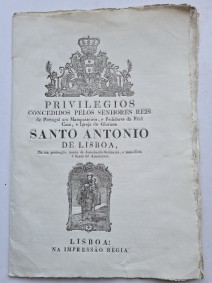 PRIVILEGIOS
CONCEDIDOS PELOS SENHORES REIS
de Portugal aos Mamposteiros, e Pedidores da Real
Casa, e Igreja do Glorioso
SANTO ANTONIO
DE LISBOA,
LISBOA:
NA IMPRESSÃO REGIA.